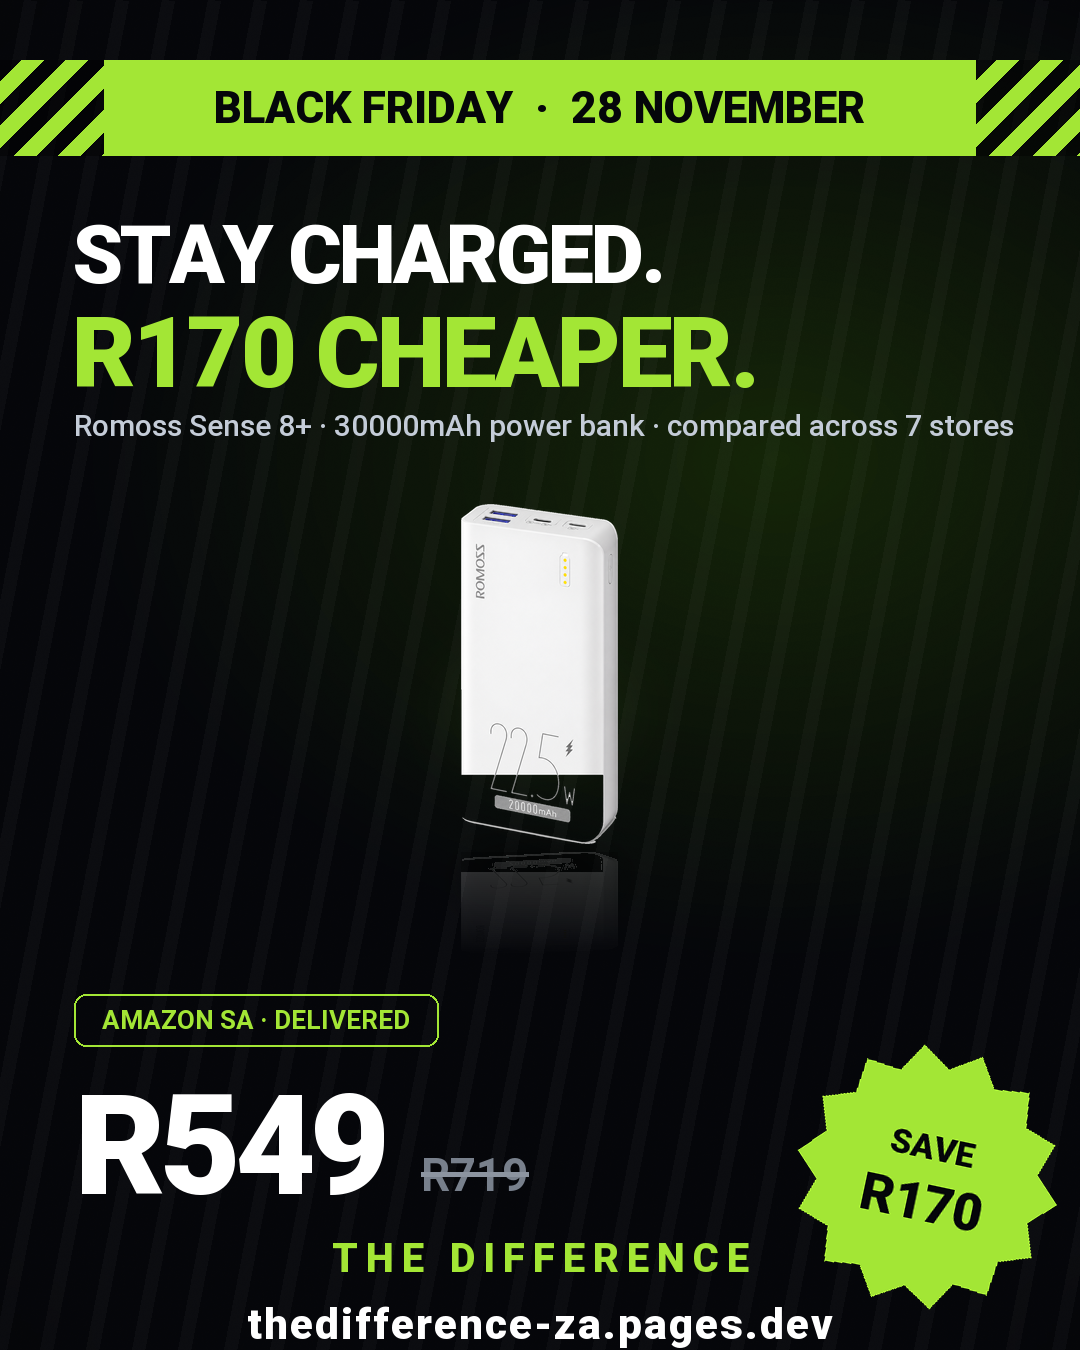 BLACK FRIDAY · 28 NOVEMBER
STAY CHARGED.
R170 CHEAPER.
Romoss Sense 8+ · 30000mAh power bank · compared across 7 stores
ROMOSS
22.5W
20000mAh
AMAZON SA · DELIVERED
R549 R719
SAVE
R170
THE DIFFERENCE
thedifference-za.pages.dev